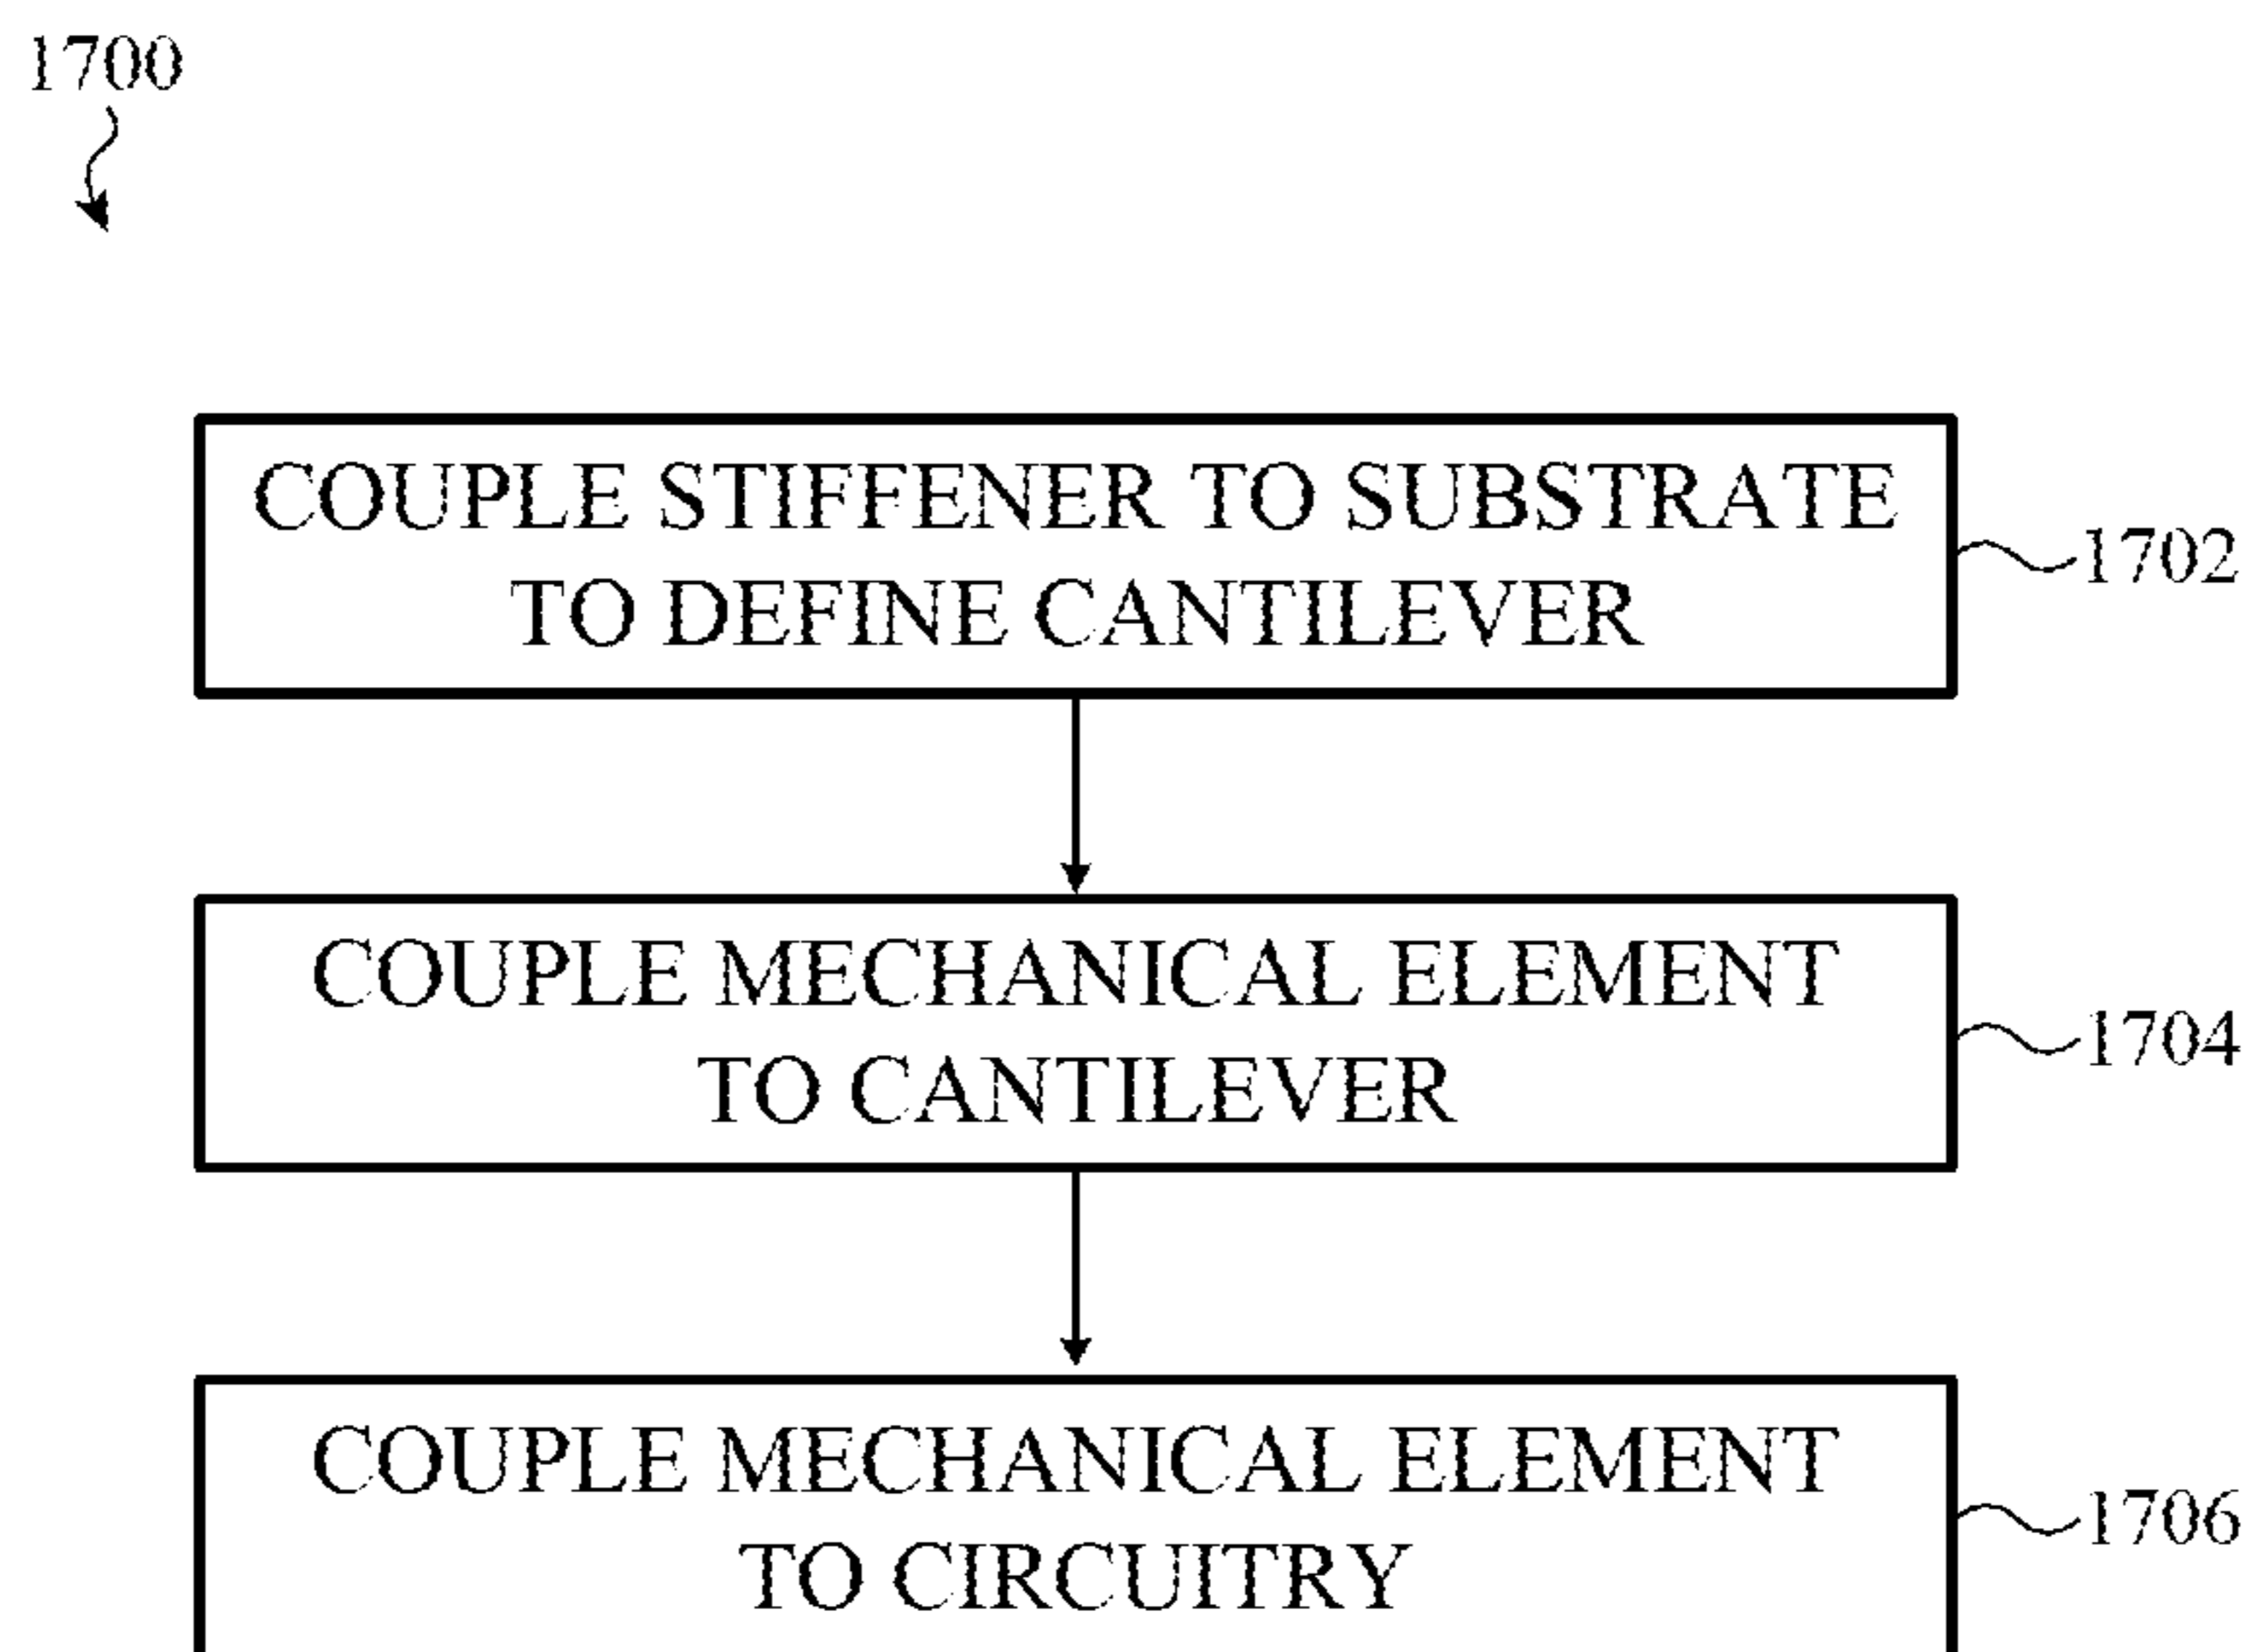 1700
COUPLE STIFFENER TO SUBSTRATE
TO DEFINE CANTILEVER
1702
COUPLE MECHANICAL ELEMENT
TO CANTILEVER
1704
COUPLE MECHANICAL ELEMENT
TO CIRCUITRY
1706